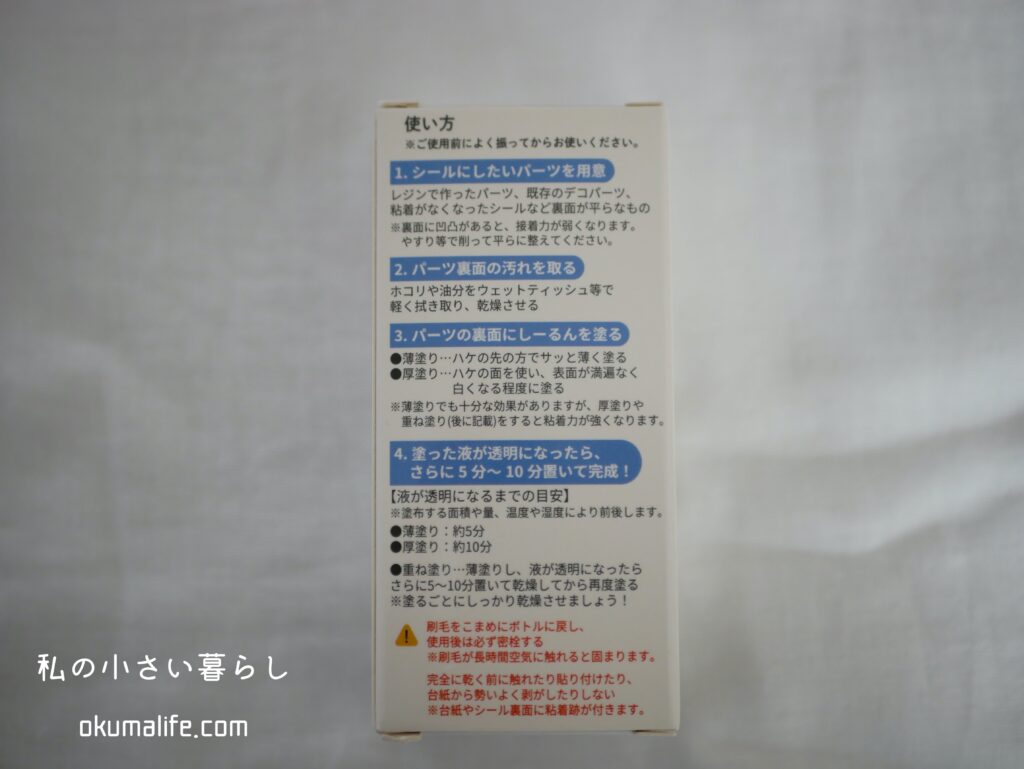 使い方
※ご使用前によく振ってからお使いください。
1. シールにしたいパーツを用意
レジンで作ったパーツ、既存のデコパーツ、
粘着がなくなったシールなど裏面が平らなもの
※裏面に凹凸があると、接着力が弱くなります。
やすり等で削って平らに整えてください。
2. パーツ裏面の汚れを取る
ホコリや油分をウェットティッシュ等で
軽く拭き取り、乾燥させる
3. パーツの裏面にしーるんを塗る
●薄塗り…ハケの先の方でサッと薄く塗る
●厚塗り…ハケの面を使い、表面が満遍なく
白くなる程度に塗る
※薄塗りでも十分な効果がありますが、厚塗りや
重ね塗り(後に記載)をすると粘着力が強くなります。
4. 塗った液が透明になったら、
さらに 5 分〜 10 分置いて完成！
【液が透明になるまでの目安】
※塗布する面積や量、温度や湿度により前後します。
●薄塗り：約5分
●厚塗り：約10分
●重ね塗り…薄塗りし、液が透明になったら
さらに5〜10分置いて乾燥してから再度塗る
※塗るごとにしっかり乾燥させましょう！
刷毛をこまめにボトルに戻し、
使用後は必ず密栓する
※刷毛が長時間空気に触れると固まります。
完全に乾く前に触れたり貼り付けたり、
台紙から勢いよく剥がしたりしない
※台紙やシール裏面に粘着跡が付きます。
私の小さい暮らし
okumalife.com